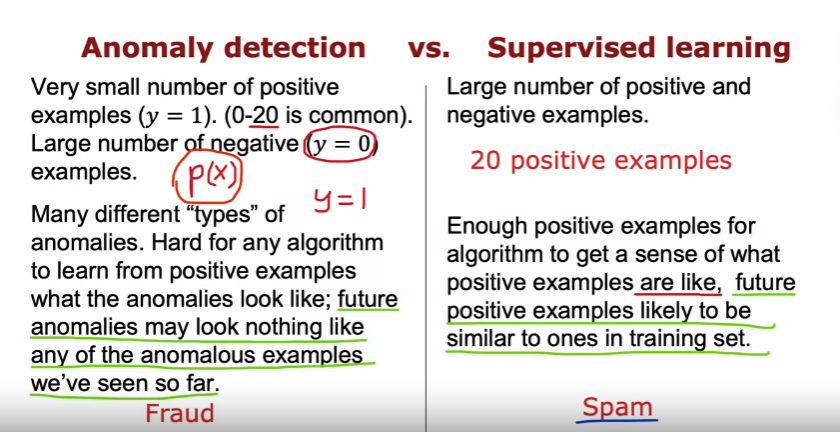 Anomaly detection vs. Supervised learning
Very small number of positive
examples (y = 1). (0-20 is common).
Large number of negative (y = 0)
examples.
p(x)
y=1
Many different “types” of
anomalies. Hard for any algorithm
to learn from positive examples
what the anomalies look like; future
anomalies may look nothing like
any of the anomalous examples
we’ve seen so far.
Fraud
Large number of positive and
negative examples.
20 positive examples
Enough positive examples for
algorithm to get a sense of what
positive examples are like, future
positive examples likely to be
similar to ones in training set.
Spam